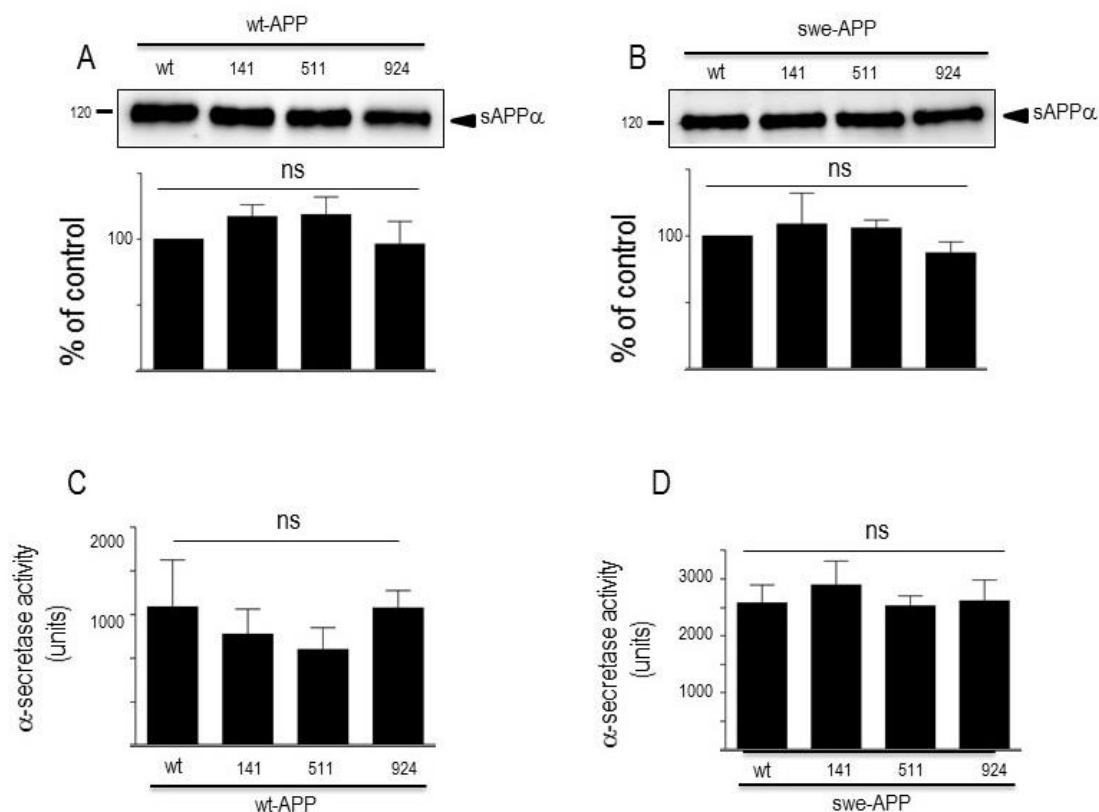 wt-APP
A
wt 141 511 924
120
sAPPα
ns
% of control
100
swe-APP
B
wt 141 511 924
120
sAPPα
ns
% of control
100
C
ns
α-secretase activity
(units)
2000
1000
wt 141 511 924
wt-APP
D
ns
α-secretase activity
(units)
3000
2000
1000
wt 141 511 924
swe-APP